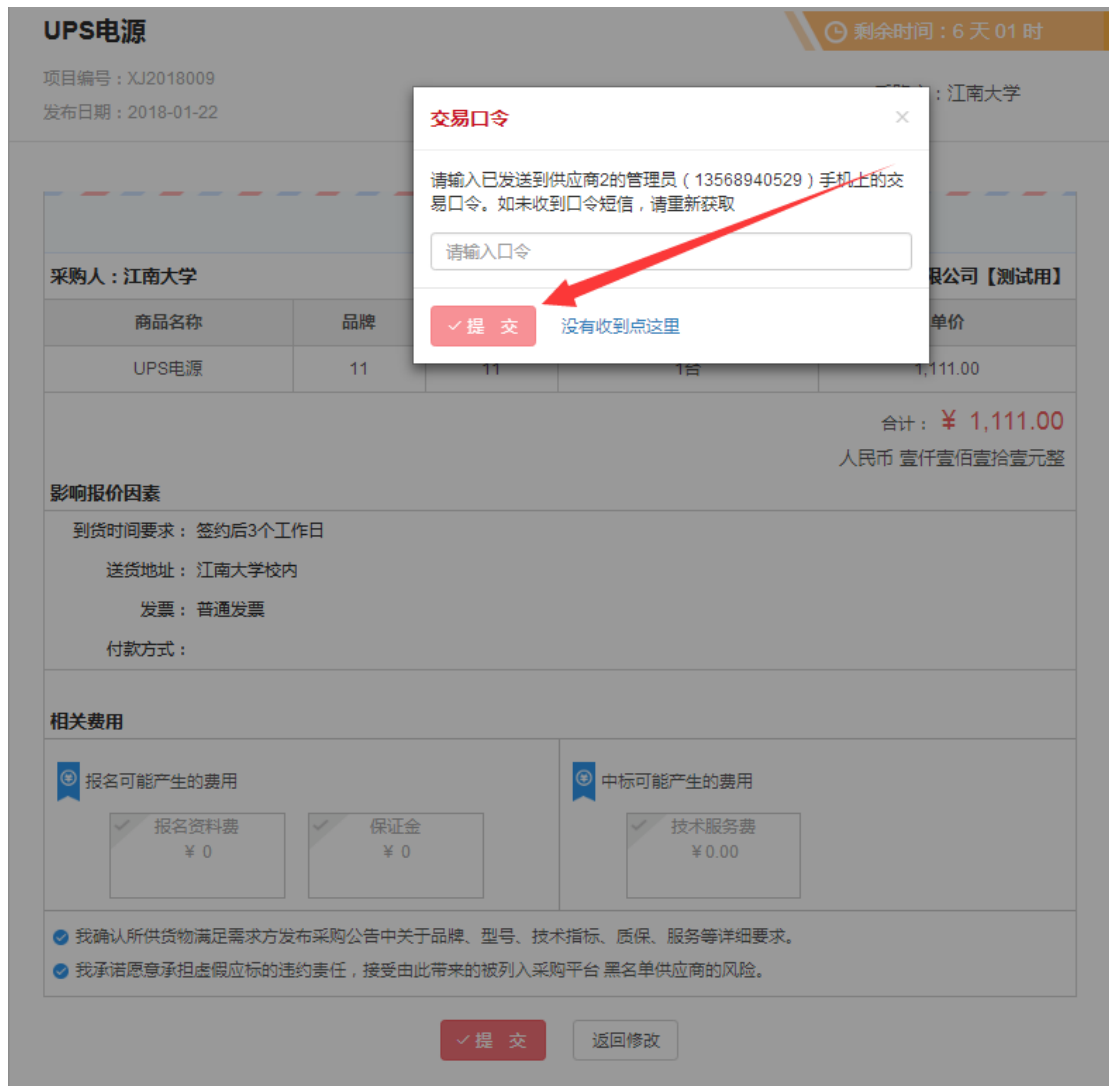 UPS电源
剩余时间：6 天 01 时
项目编号：XJ2018009
：江南大学
发布日期：2018-01-22
交易口令
×
请输入已发送到供应商2的管理员（13568940529）手机上的交
易口令。如未收到口令短信，请重新获取
请输入口令
采购人：江南大学
限公司【测试用】
提 交
没有收到点这里
商品名称 品牌 单价
UPS电源 11 11 1台 1,111.00
合计：¥ 1,111.00
人民币 壹仟壹佰壹拾壹元整
影响报价因素
到货时间要求： 签约后3个工作日
送货地址： 江南大学校内
发票： 普通发票
付款方式：
相关费用
报名可能产生的费用
中标可能产生的费用
报名资料费 保证金 技术服务费
¥ 0 ¥ 0 ¥ 0.00
我确认所供货物满足需求方发布采购公告中关于品牌、型号、技术指标、质保、服务等详细要求。
我承诺愿意承担虚假应标的违约责任，接受由此带来的被列入采购平台 黑名单供应商的风险。
提 交
返回修改